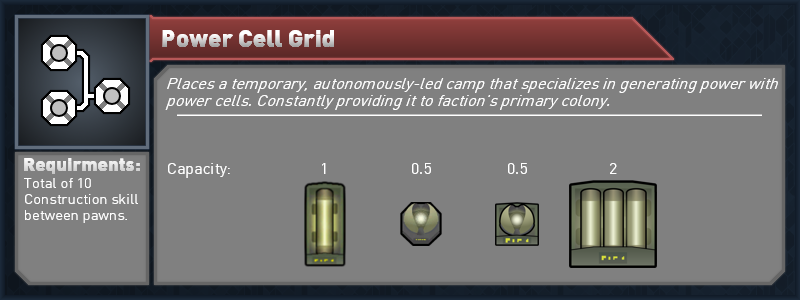 Power Cell Grid
Places a temporary, autonomously-led camp that specializes in generating power with
power cells. Constantly providing it to faction's primary colony.
Requirments:
Total of 10
Construction skill
between pawns.
Capacity: 1 0.5 0.5 2